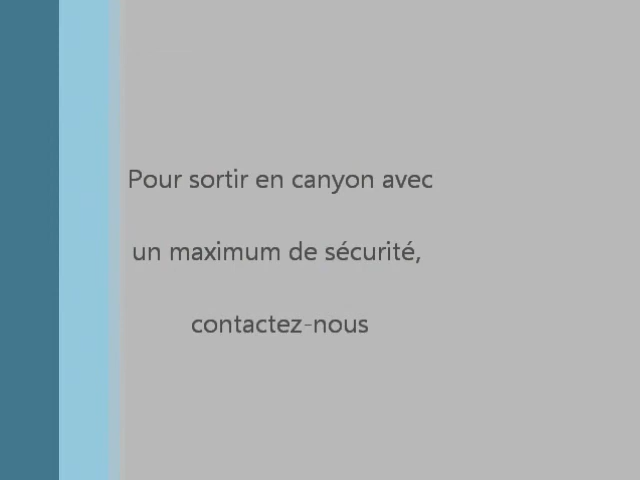 Pour sortir en canyon avec
un maximum de sécurité,
contactez-nous